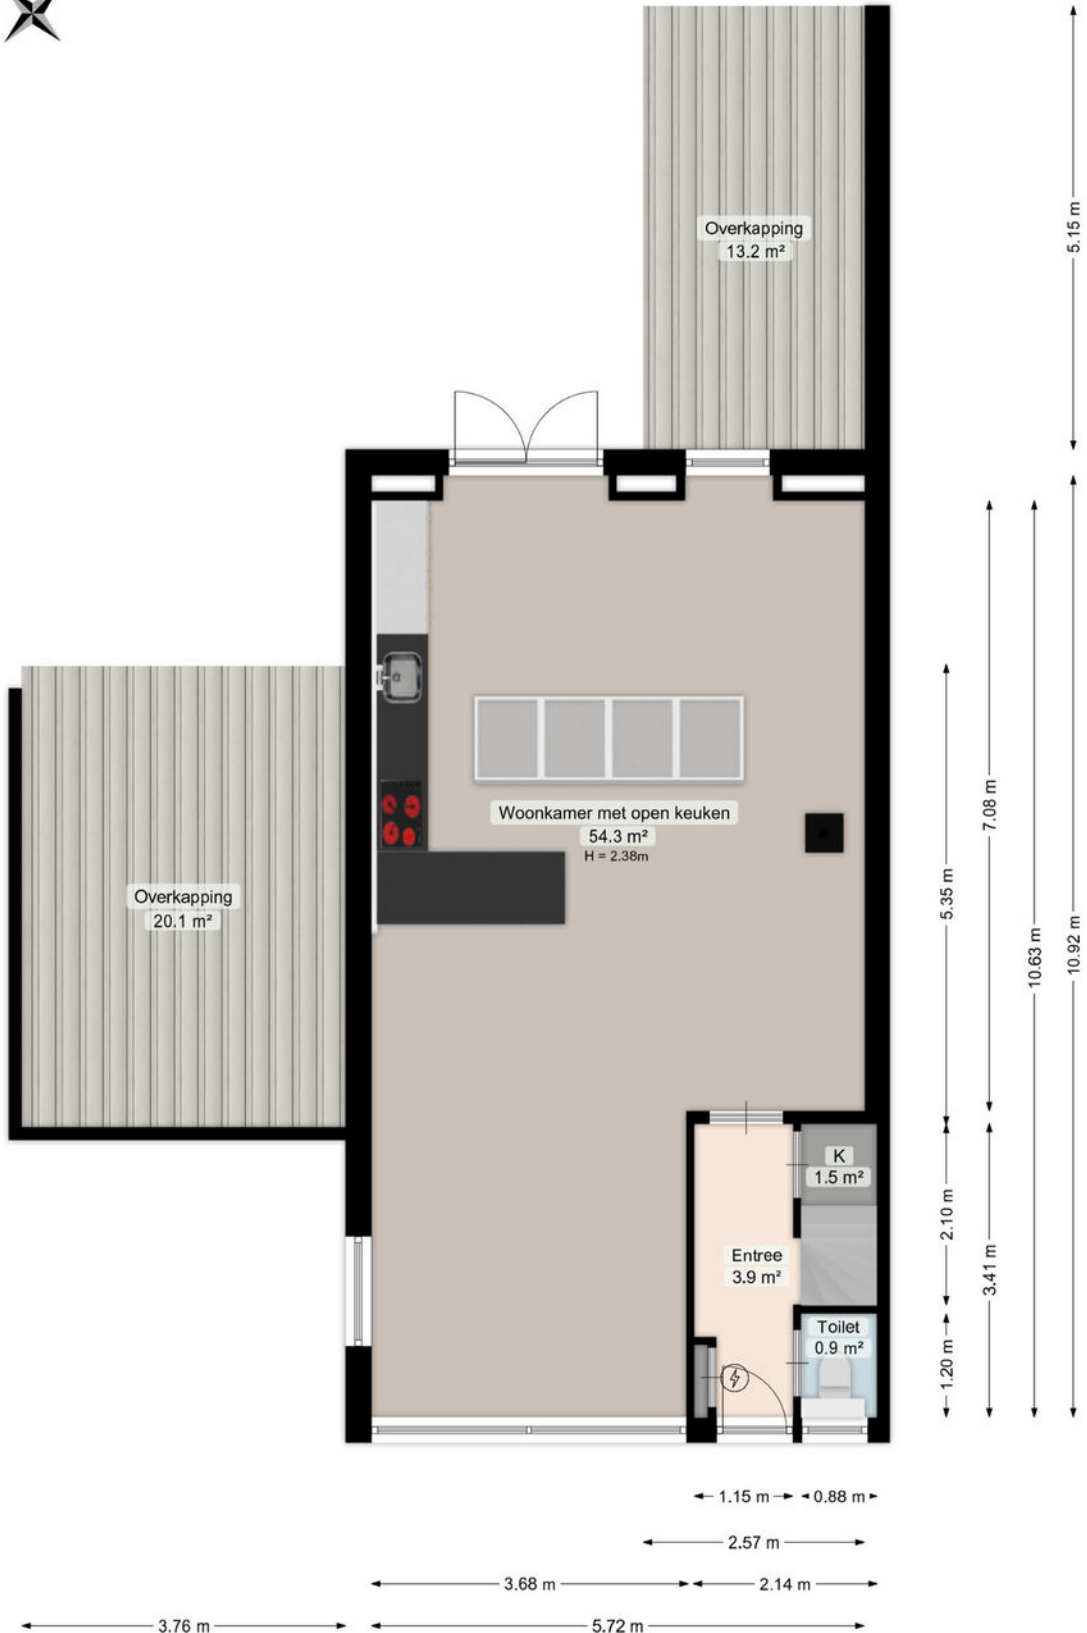 Overkapping
13.2 m²
5.15 m
Woonkamer met open keuken
54.3 m²
H = 2.38m
7.08 m
Overkapping
20.1 m²
5.35 m
10.63 m
10.92 m
K
1.5 m²
2.10 m
Entree
3.9 m²
3.41 m
Toilet
0.9 m²
1.20 m
1.15 m
0.88 m
2.57 m
3.68 m
2.14 m
3.76 m
5.72 m